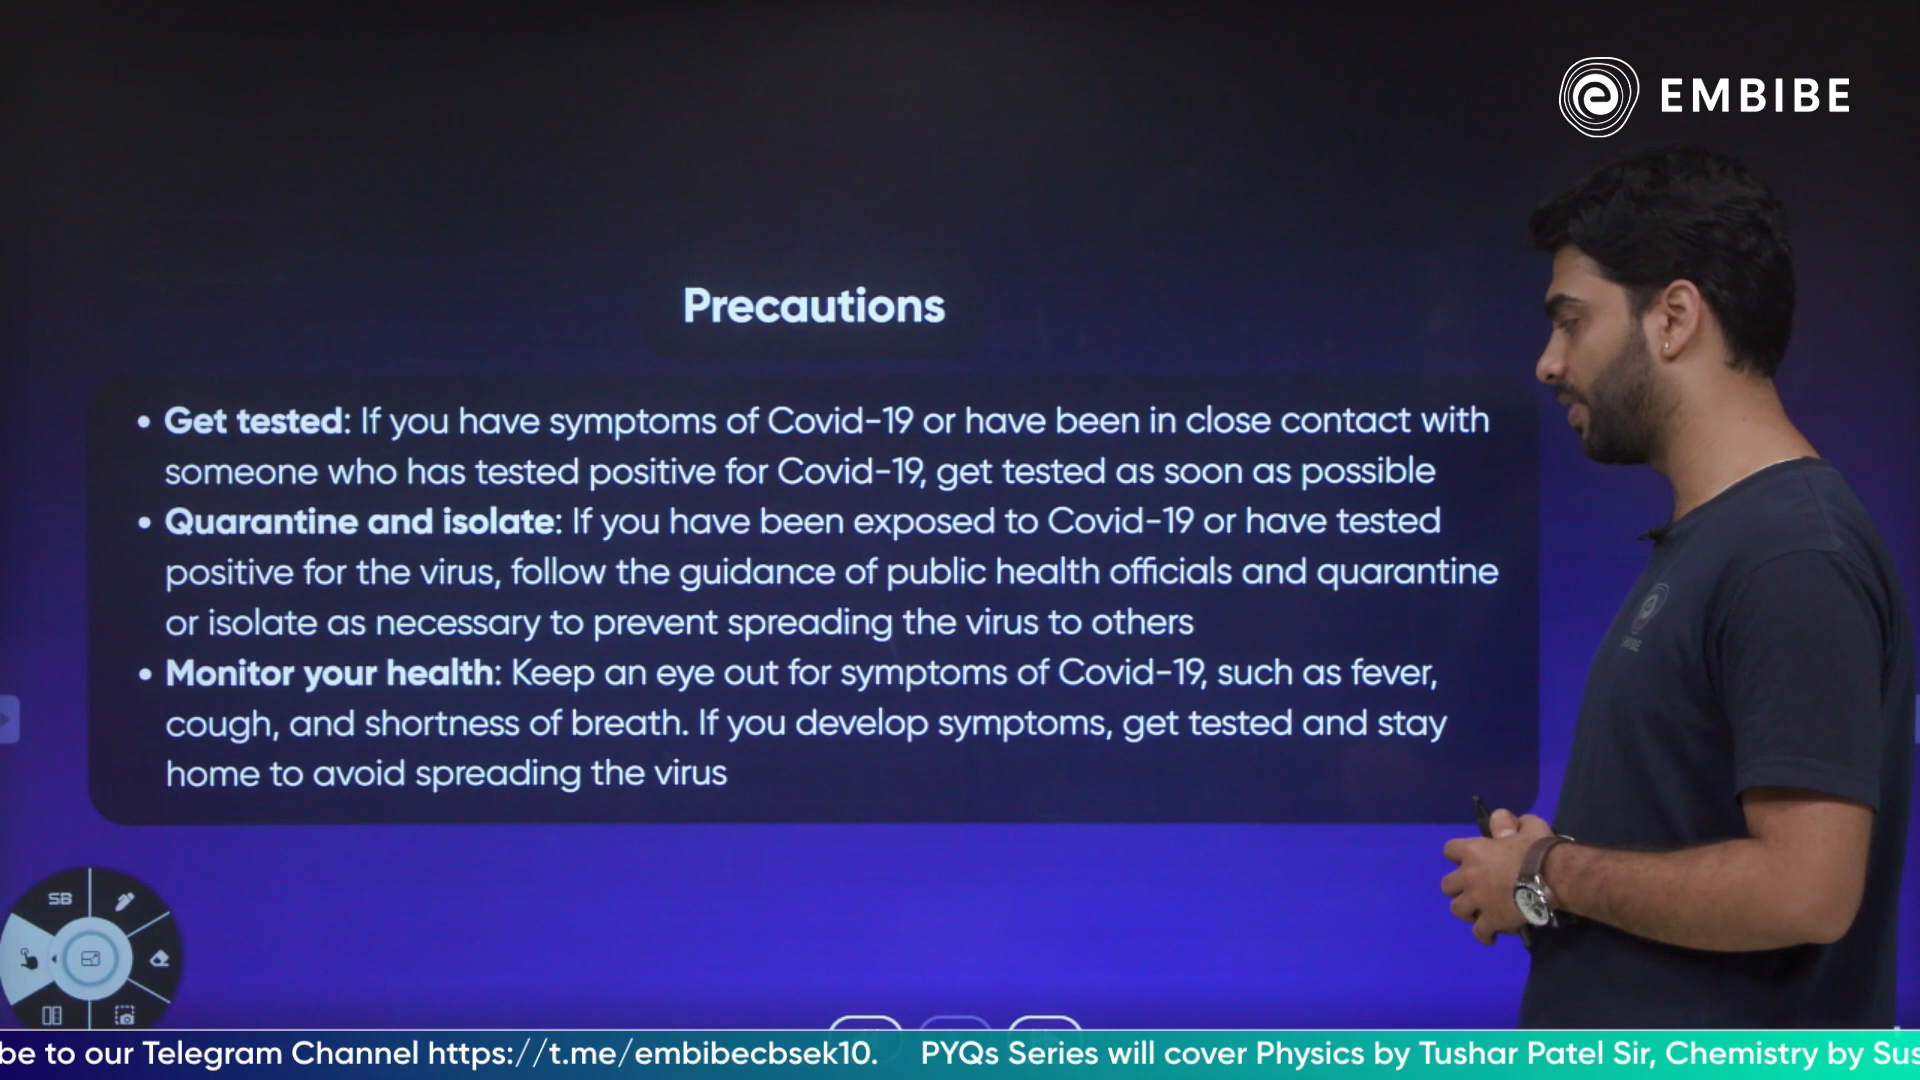 EMBIBE
Precautions
• Get tested: If you have symptoms of Covid-19 or have been in close contact with
someone who has tested positive for Covid-19, get tested as soon as possible
• Quarantine and isolate: If you have been exposed to Covid-19 or have tested
positive for the virus, follow the guidance of public health officials and quarantine
or isolate as necessary to prevent spreading the virus to others
• Monitor your health: Keep an eye out for symptoms of Covid-19, such as fever,
cough, and shortness of breath. If you develop symptoms, get tested and stay
home to avoid spreading the virus
SB
be to our Telegram Channel https://t.me/embibecbsek10. PYQs Series will cover Physics by Tushar Patel Sir, Chemistry by Sus